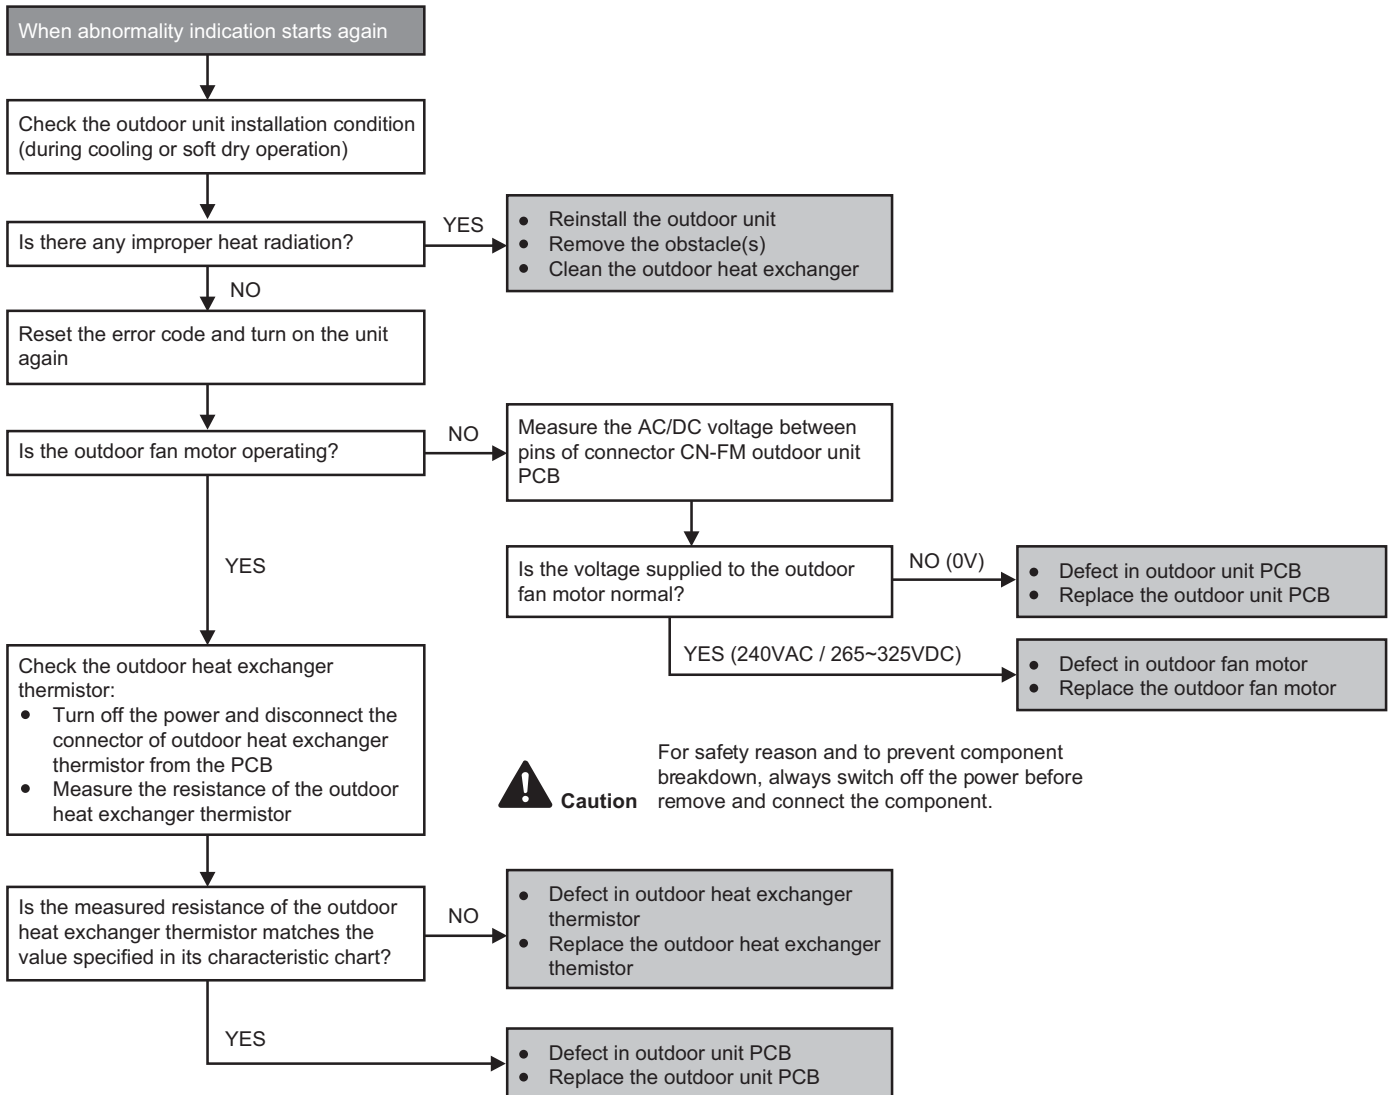 When abnormality indication starts again
Check the outdoor unit installation condition
(during cooling or soft dry operation)
Is there any improper heat radiation?
YES
● Reinstall the outdoor unit
● Remove the obstacle(s)
● Clean the outdoor heat exchanger
NO
Reset the error code and turn on the unit
again
Is the outdoor fan motor operating?
NO
Measure the AC/DC voltage between
pins of connector CN-FM outdoor unit
PCB
YES
Is the voltage supplied to the outdoor
fan motor normal?
NO (0V)
● Defect in outdoor unit PCB
● Replace the outdoor unit PCB
YES (240VAC / 265~325VDC)
● Defect in outdoor fan motor
● Replace the outdoor fan motor
Check the outdoor heat exchanger
thermistor:
● Turn off the power and disconnect the
connector of outdoor heat exchanger
thermistor from the PCB
● Measure the resistance of the outdoor
heat exchanger thermistor
Caution
For safety reason and to prevent component
breakdown, always switch off the power before
remove and connect the component.
Is the measured resistance of the outdoor
heat exchanger thermistor matches the
value specified in its characteristic chart?
NO
● Defect in outdoor heat exchanger
thermistor
● Replace the outdoor heat exchanger
themistor
YES
● Defect in outdoor unit PCB
● Replace the outdoor unit PCB